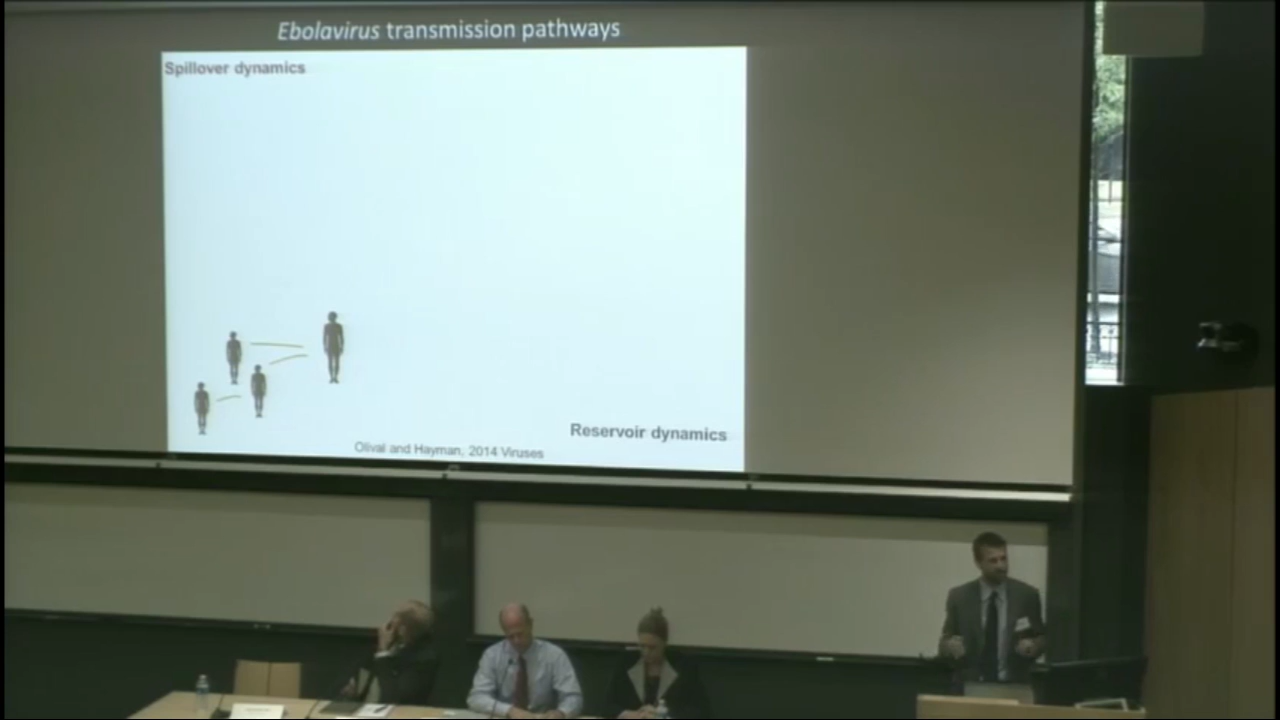 Ebolavirus transmission pathways
Spillover dynamics
Reservoir dynamics
Olival and Hayman, 2014 Viruses